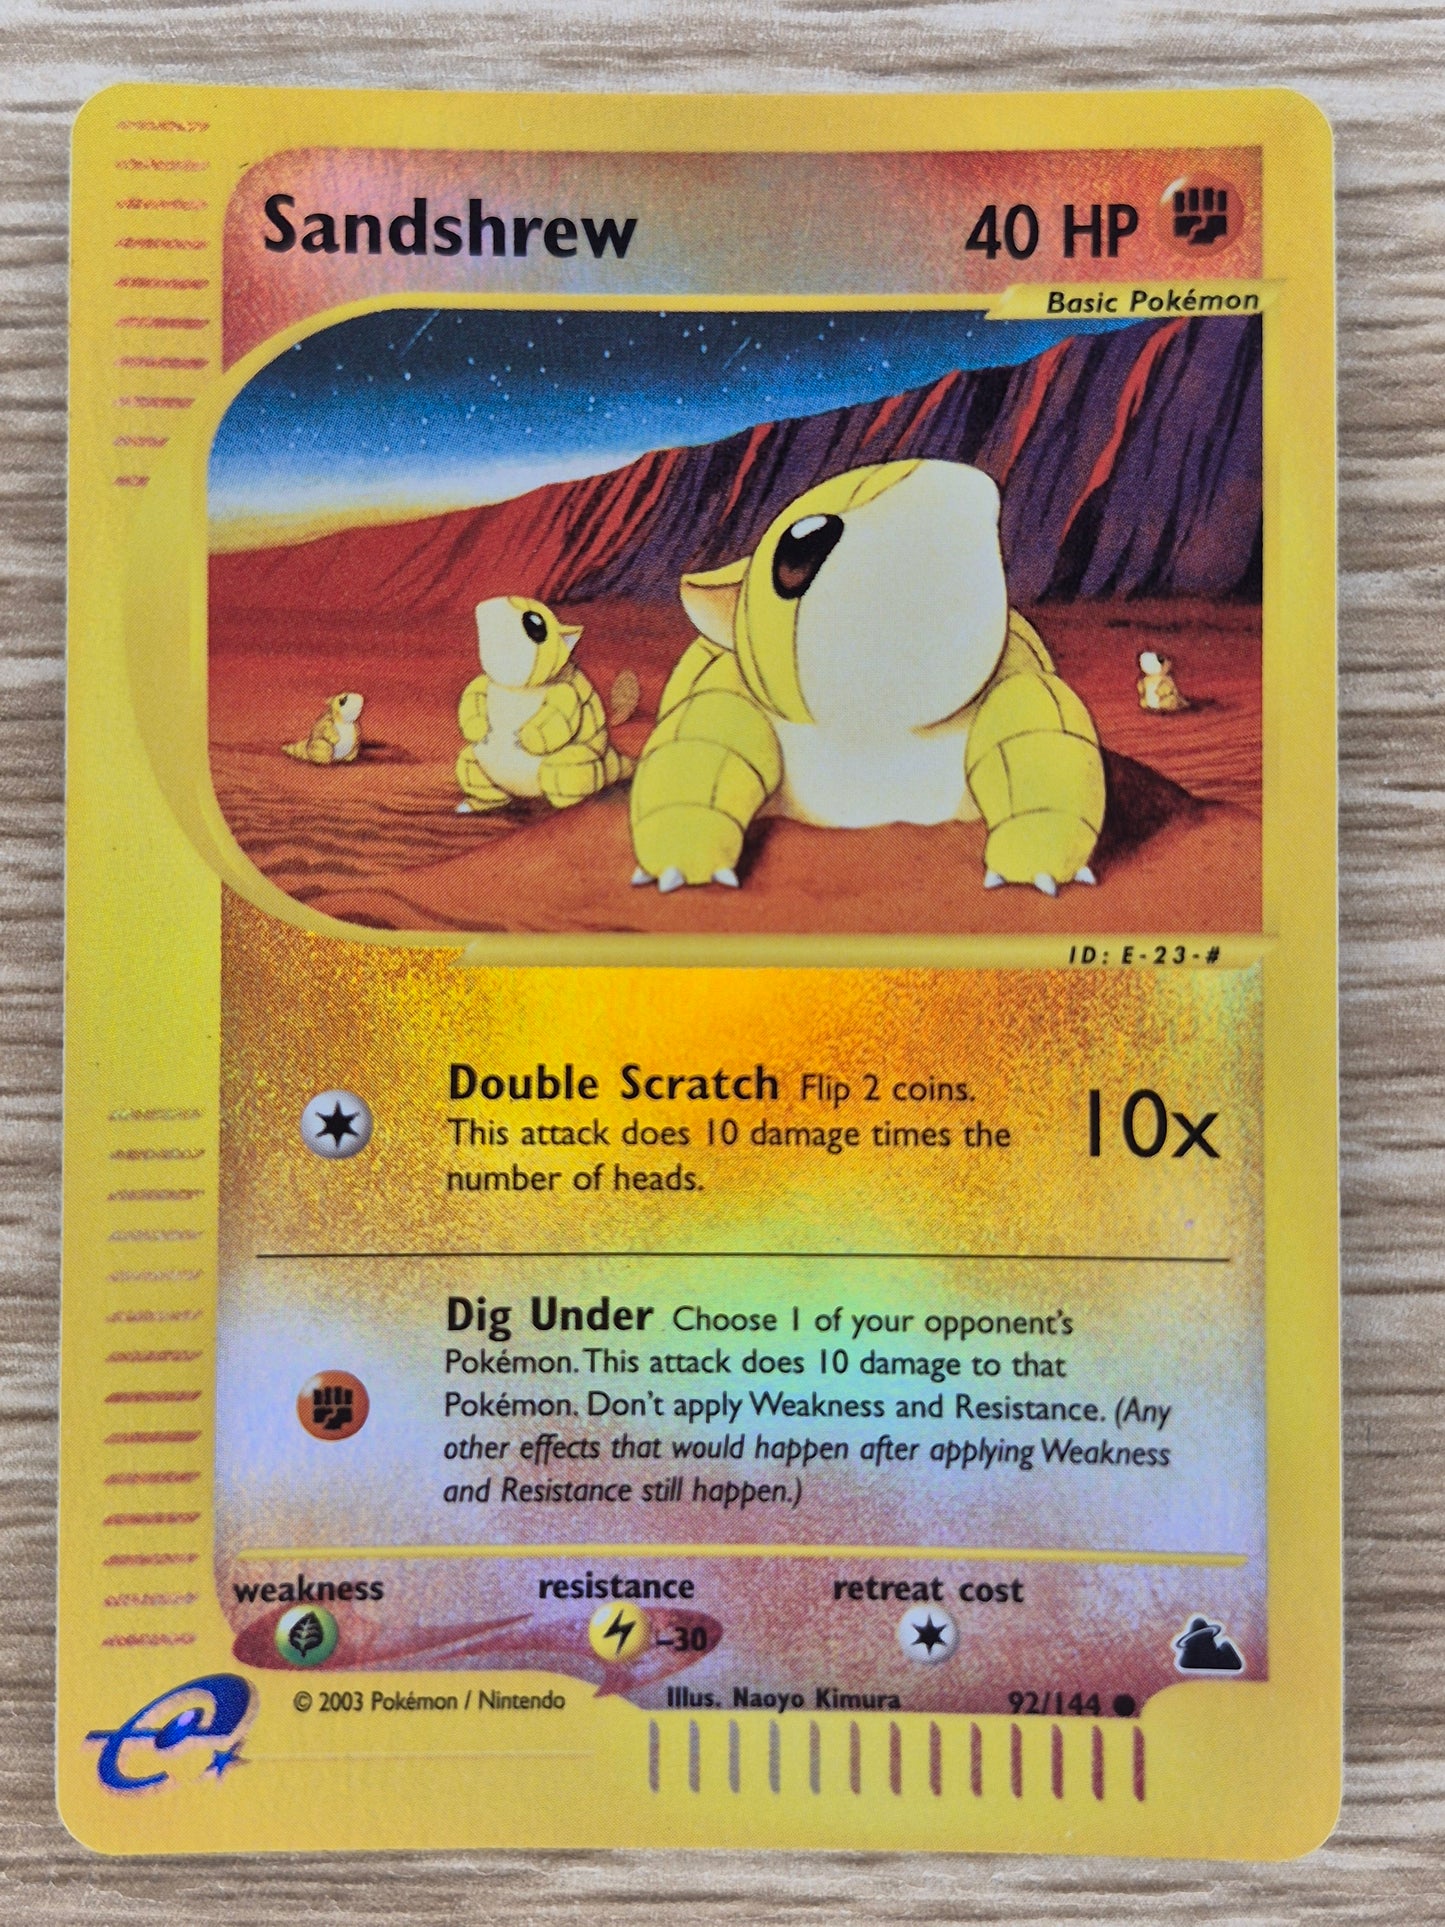 Sandshrew 40 HP
Basic Pokémon
ID: E-23-#
Double Scratch Flip 2 coins.
This attack does 10 damage times the
number of heads.
10x
Dig Under Choose 1 of your opponent's
Pokémon. This attack does 10 damage to that
Pokémon. Don't apply Weakness and Resistance. (Any
other effects that would happen after applying Weakness
and Resistance still happen.)
weakness resistance retreat cost
-30
© 2003 Pokémon / Nintendo Illus. Naoyo Kimura 92/144